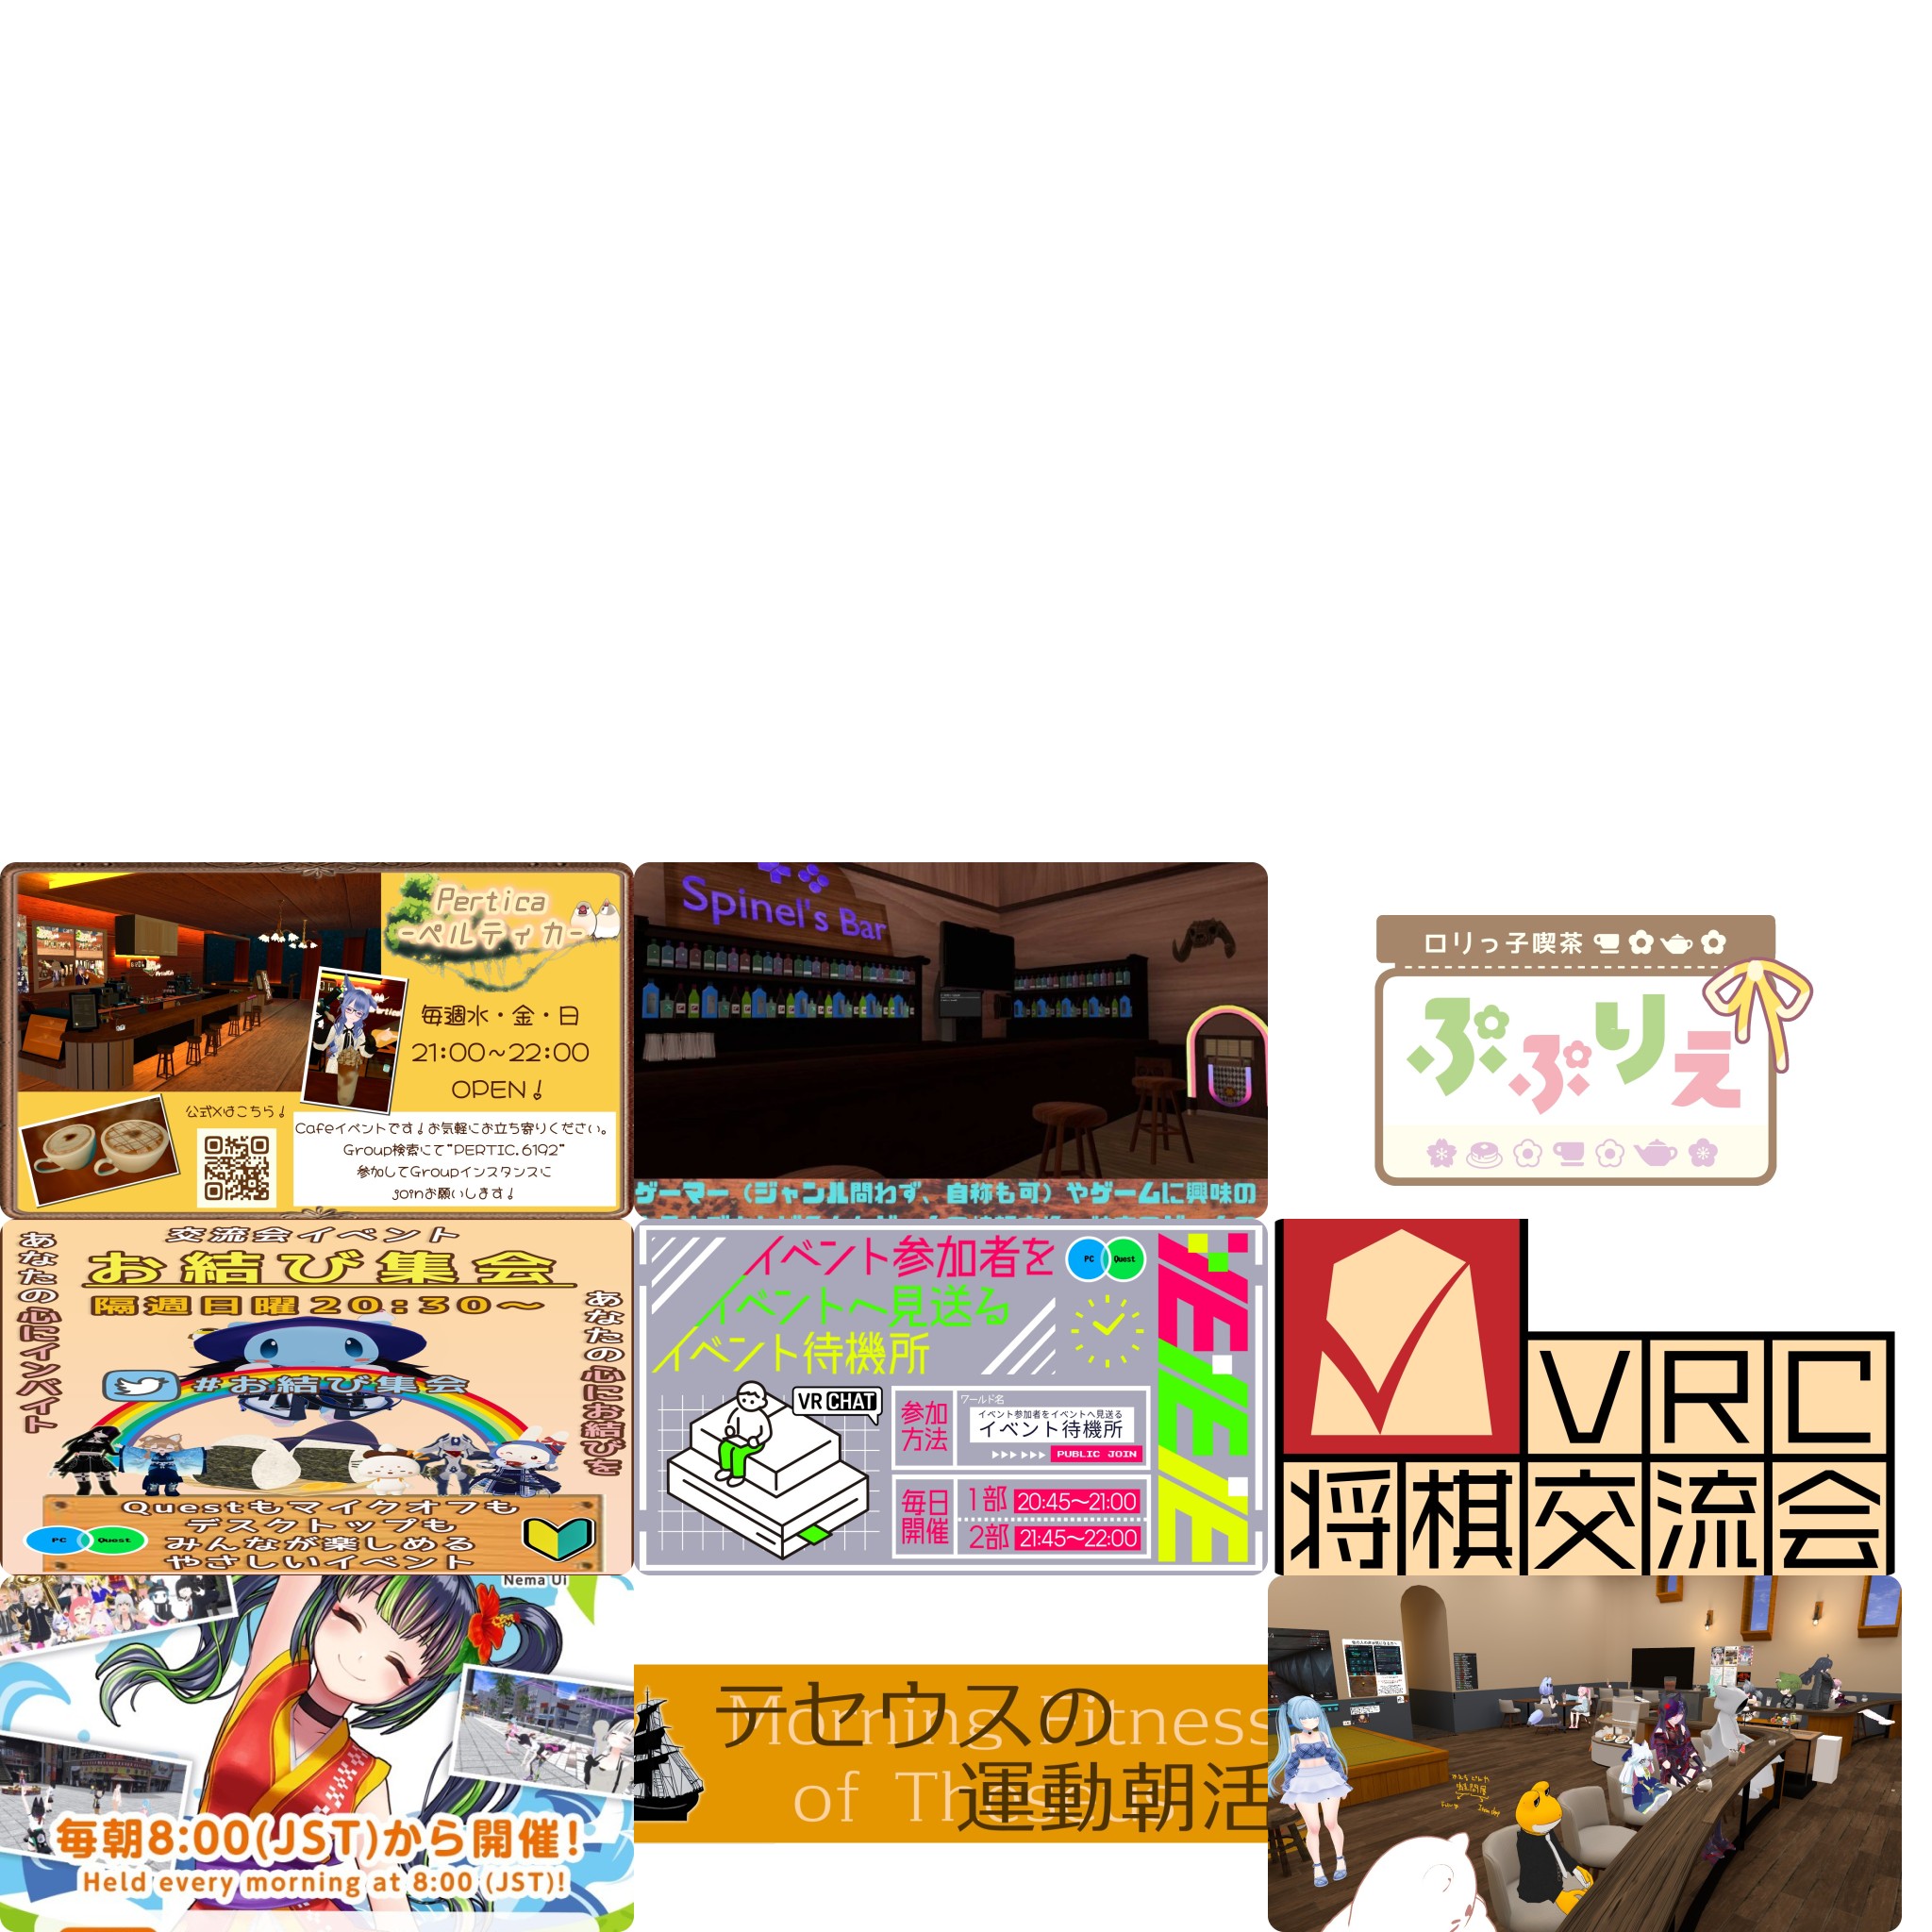 Pertica
-ペルティカ-
毎週水・金・日
21:00~22:00
OPEN!
公式Xはこちら!
Cafeイベントです!お気軽にお立ち寄りください。
Group検索にて"PERTIC.6192"
参加してGroupインスタンスに
joinお願いします!
Spinel's Bar
ゲーマー（ジャンル問わず、自称も可）やゲームに興味の
ロリっ子喫茶
ぷぷりえ
交流会イベント
お結び集会
隔週日曜20:30～
あなたの心にインベイト
あなたの心にお結びを
#お結び集会
Questもマイクオフも
デスクトップも
みんなが楽しめる
やさしいイベント
PC Quest
イベント参加者を
イベントへ見送る
イベント待機所
PC Quest
VR CHAT
参加方法
ワールド名
イベント参加者をイベントへ見送る
イベント待機所
PUBLIC JOIN
毎日開催
1部 20:45～21:00
2部 21:45～22:00
VRC
将棋交流会
Nema Ui
毎朝8:00(JST)から開催!
Held every morning at 8:00 (JST)!
テセウスの
Morning Fitness
運動朝活
of Theseus